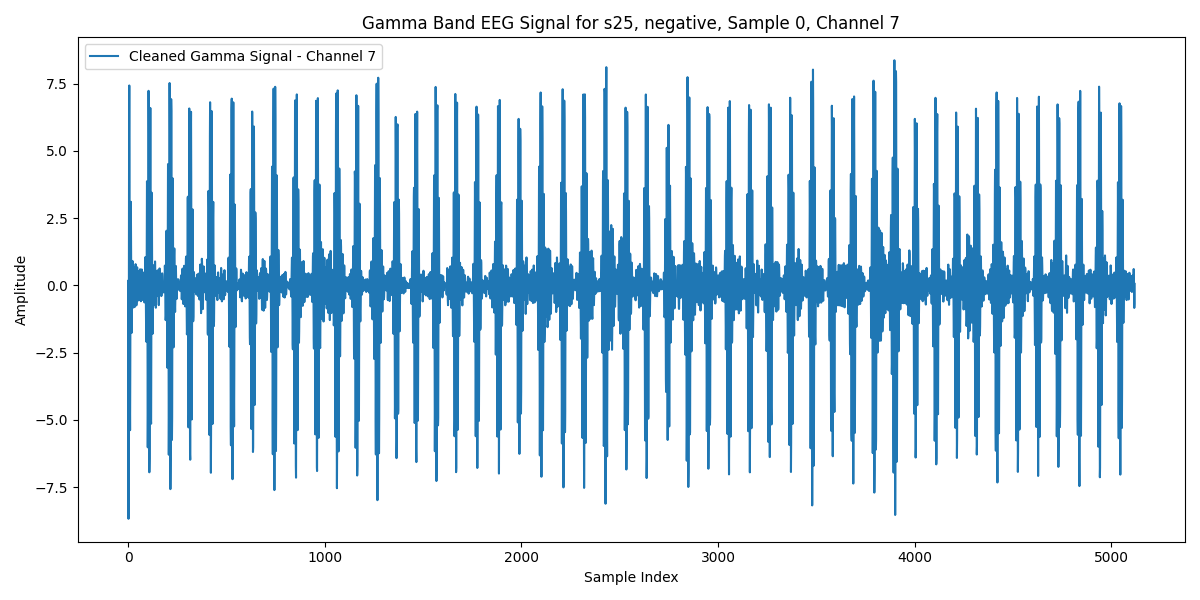 Gamma Band EEG Signal for s25, negative, Sample 0, Channel 7
Cleaned Gamma Signal - Channel 7
7.5
5.0
2.5
0.0
−2.5
−5.0
−7.5
Amplitude
0 1000 2000 3000 4000 5000
Sample Index